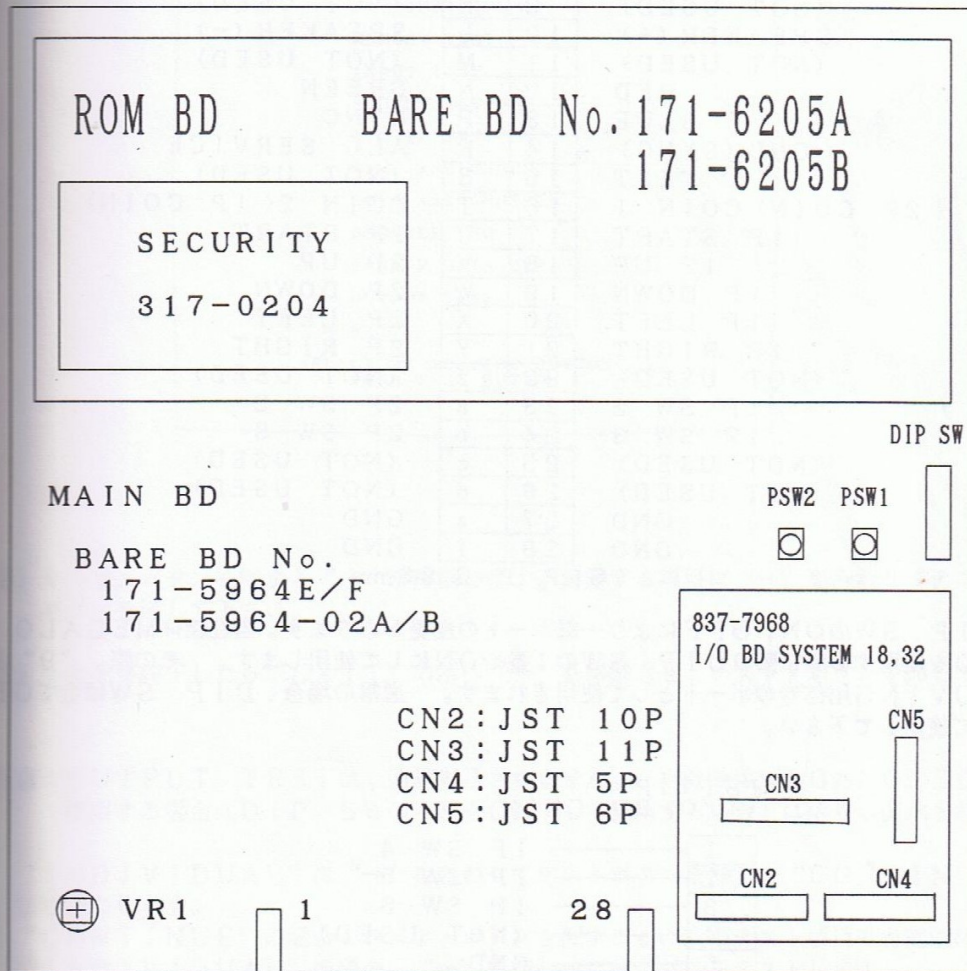 ROM BD BARE BD No. 171-6205A
171-6205B
SECURITY
317-0204
DIP SW
MAIN BD
PSW2 PSW1
BARE BD No.
171-5964E/F
171-5964-02A/B
837-7968
I/O BD SYSTEM 18,32
CN2:JST 10P
CN3:JST 11P
CN4:JST 5P
CN5:JST 6P
CN5
CN3
CN2 CN4
VR1 1 28